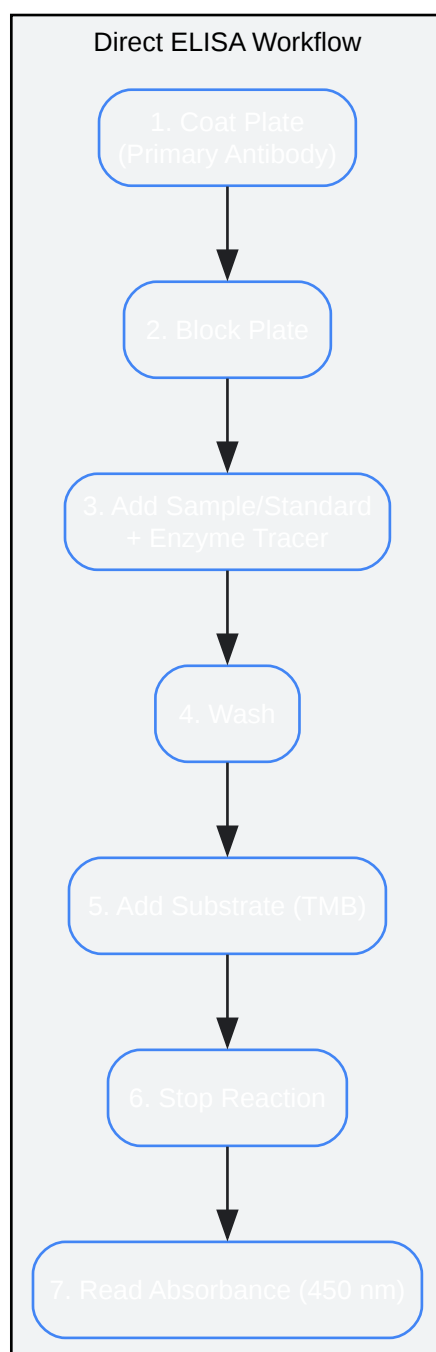 Direct ELISA Workflow
1. Coat Plate
(Primary Antibody)
2. Block Plate
3. Add Sample/Standard
+ Enzyme Tracer
4. Wash
5. Add Substrate (TMB)
6. Stop Reaction
7. Read Absorbance (450 nm)